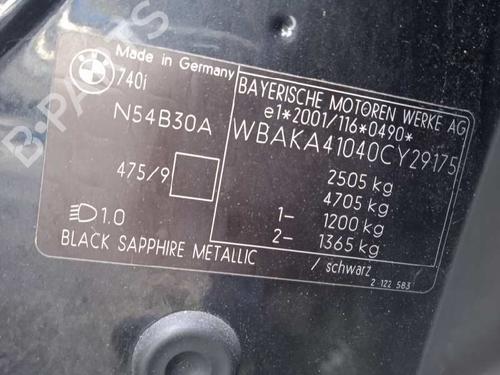 BMW
Made in Germany
740i
N54B30A
475/9
1.0
BLACK SAPPHIRE METALLIC
BAYERISCHE MOTOREN WERKE AG
e1*2001/116*0490*
WBAKA41040CY29175
2505 kg
4705 kg
1- 1200 kg
2- 1365 kg
/ schwarz
2 122 583
B-PARTS